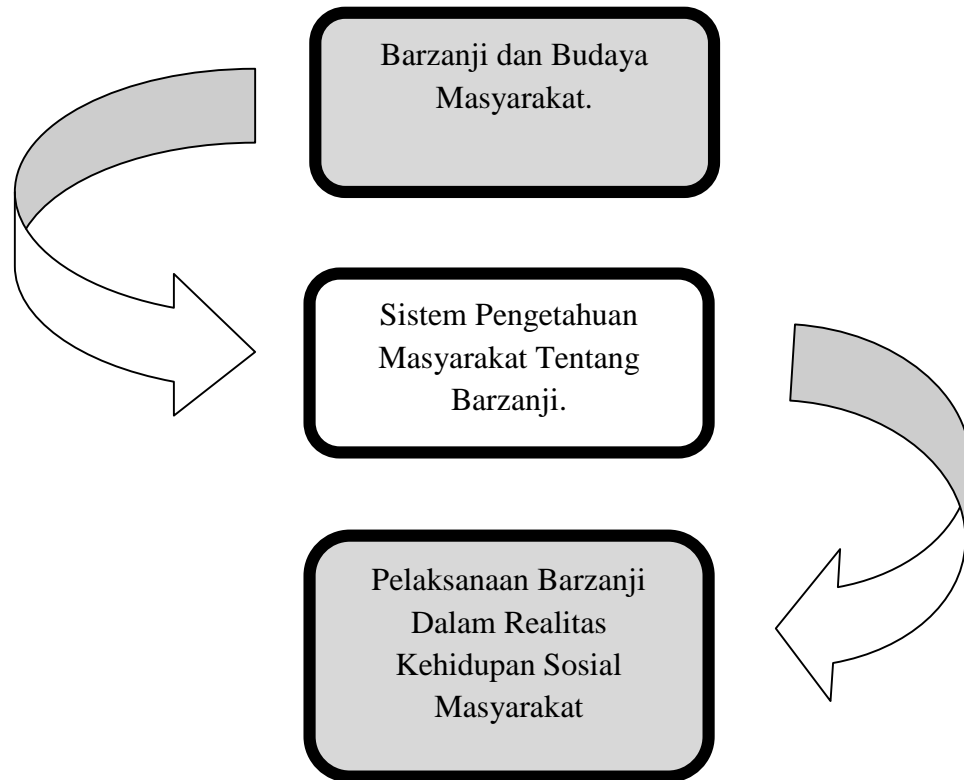 Barzanji dan Budaya
Masyarakat.
Sistem Pengetahuan
Masyarakat Tentang
Barzanji.
Pelaksanaan Barzanji
Dalam Realitas
Kehidupan Sosial
Masyarakat